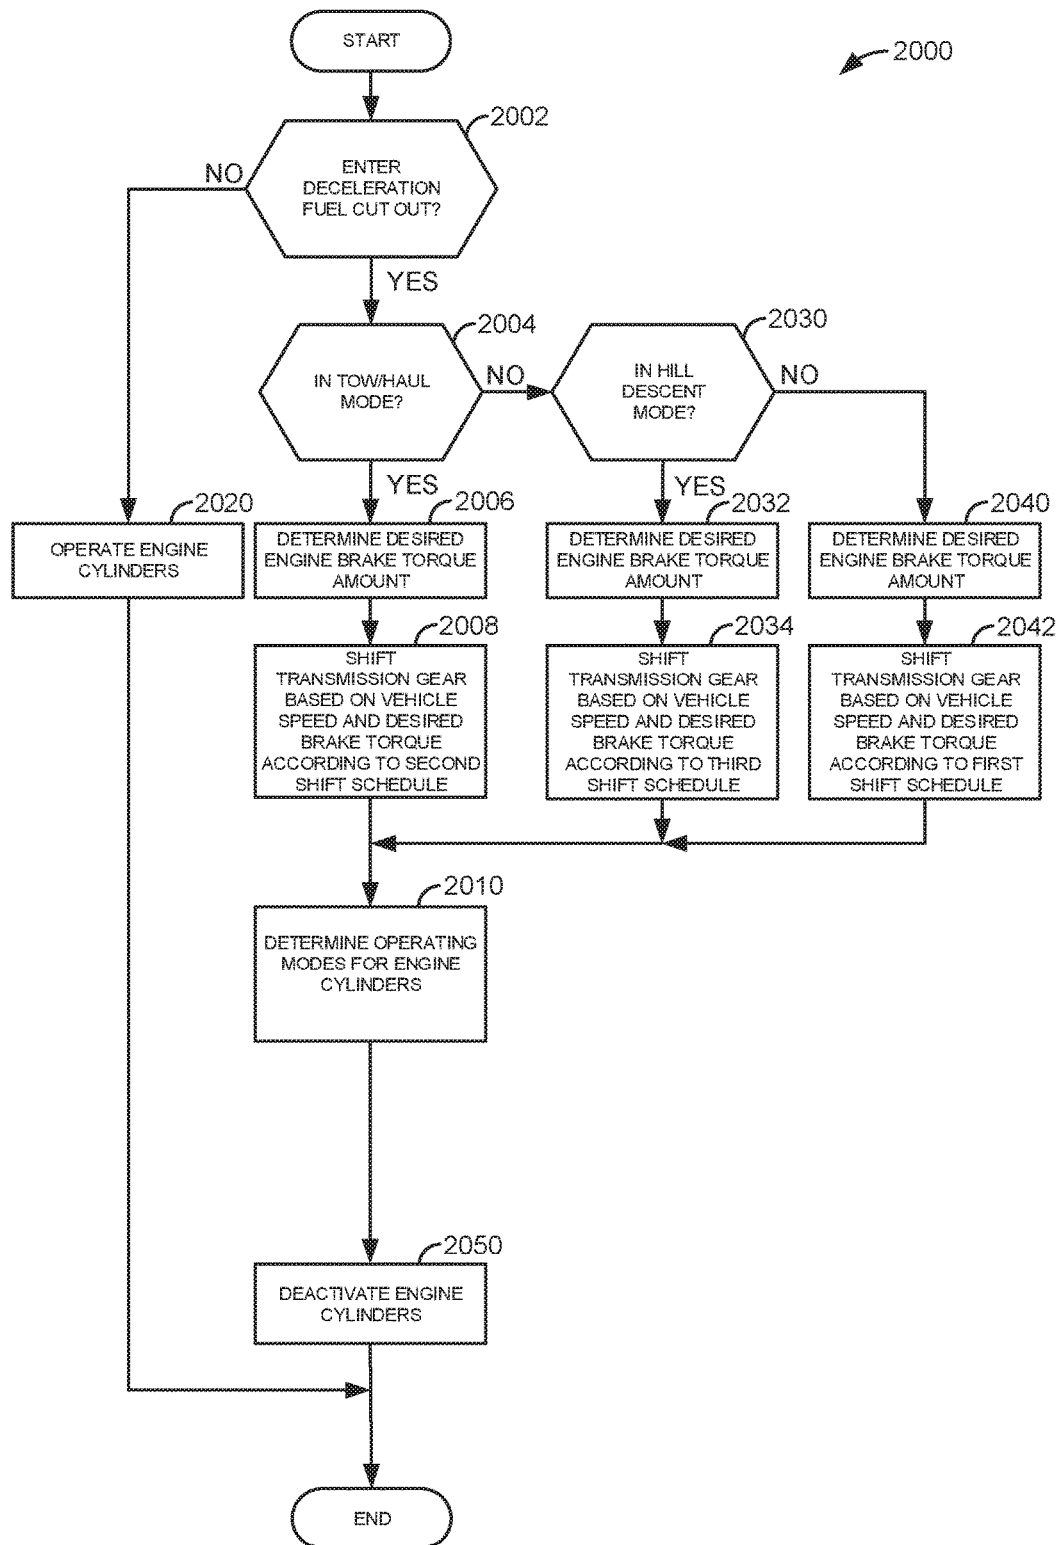 START
2000
2002
ENTER
DECELERATION
FUEL CUT OUT?
NO
YES
2004
IN TOW/HAUL
MODE?
NO
2030
IN HILL
DESCENT
MODE?
NO
YES
YES
2020
OPERATE ENGINE
CYLINDERS
2006
DETERMINE DESIRED
ENGINE BRAKE TORQUE
AMOUNT
2032
DETERMINE DESIRED
ENGINE BRAKE TORQUE
AMOUNT
2040
DETERMINE DESIRED
ENGINE BRAKE TORQUE
AMOUNT
2008
SHIFT
TRANSMISSION GEAR
BASED ON VEHICLE
SPEED AND DESIRED
BRAKE TORQUE
ACCORDING TO SECOND
SHIFT SCHEDULE
2034
SHIFT
TRANSMISSION GEAR
BASED ON VEHICLE
SPEED AND DESIRED
BRAKE TORQUE
ACCORDING TO THIRD
SHIFT SCHEDULE
2042
SHIFT
TRANSMISSION GEAR
BASED ON VEHICLE
SPEED AND DESIRED
BRAKE TORQUE
ACCORDING TO FIRST
SHIFT SCHEDULE
2010
DETERMINE OPERATING
MODES FOR ENGINE
CYLINDERS
2050
DEACTIVATE ENGINE
CYLINDERS
END